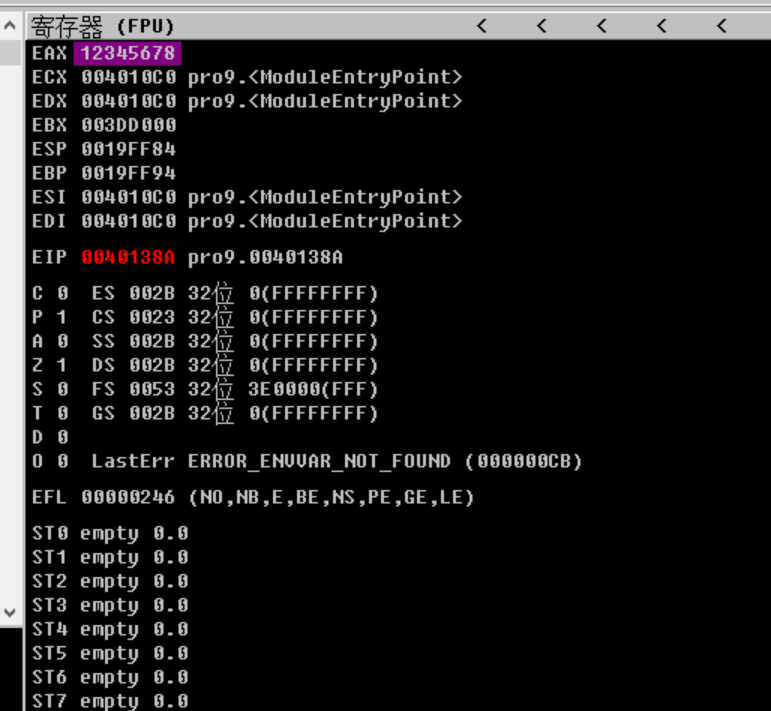 寄存器 (FPU) < < < < <
EAX 12345678
ECX 004010C0 pro9.<ModuleEntryPoint>
EDX 004010C0 pro9.<ModuleEntryPoint>
EBX 003DD000
ESP 0019FF84
EBP 0019FF94
ESI 004010C0 pro9.<ModuleEntryPoint>
EDI 004010C0 pro9.<ModuleEntryPoint>
EIP 0040138A pro9.0040138A
C 0 ES 002B 32位 0(FFFFFFFF)
P 1 CS 0023 32位 0(FFFFFFFF)
A 0 SS 002B 32位 0(FFFFFFFF)
Z 1 DS 002B 32位 0(FFFFFFFF)
S 0 FS 0053 32位 3E0000(FFF)
T 0 GS 002B 32位 0(FFFFFFFF)
D 0
O 0 LastErr ERROR_ENVVAR_NOT_FOUND (000000CB)
EFL 00000246 (NO,NB,E,BE,NS,PE,GE,LE)
ST0 empty 0.0
ST1 empty 0.0
ST2 empty 0.0
ST3 empty 0.0
ST4 empty 0.0
ST5 empty 0.0
ST6 empty 0.0
ST7 empty 0.0